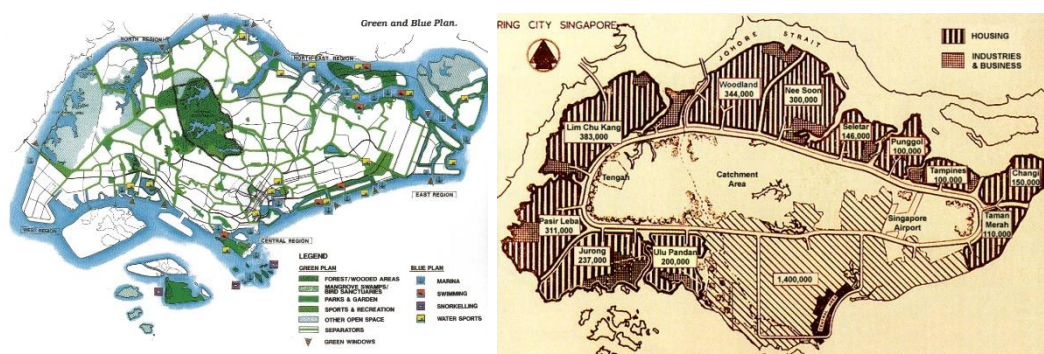 Green and Blue Plan.
NORTH REGION
NORTH-EAST REGION
EAST REGION
WEST REGION
CENTRAL REGION
LEGEND
GREEN PLAN
FOREST/WOODED AREAS
MANGROVE SWAMPS/
BIRD SANCTUARIES
PARKS & GARDEN
SPORTS & RECREATION
OTHER OPEN SPACE
SEPARATORS
GREEN WINDOWS
BLUE PLAN
MARINA
SWIMMING
SNORKELLING
WATER SPORTS
RING CITY SINGAPORE
JOHORE STRAIT
HOUSING
INDUSTRIES
& BUSINESS
Woodland
344,000
Nee Soon
300,000
Lim Chu Kang
383,000
Seletar
146,000
Punggol
100,000
Tampines
100,000
Changi
150,000
Tengah
Catchment
Area
Singapore
Airport
Taman
Merah
110,000
Pasir Leba
311,000
Jurong
237,000
Ulu Pandan
200,000
1,400,000